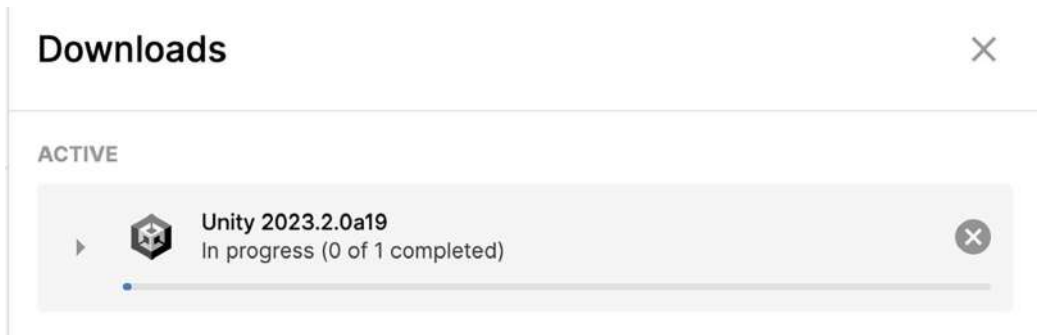 Downloads
ACTIVE
Unity 2023.2.0a19
In progress (0 of 1 completed)